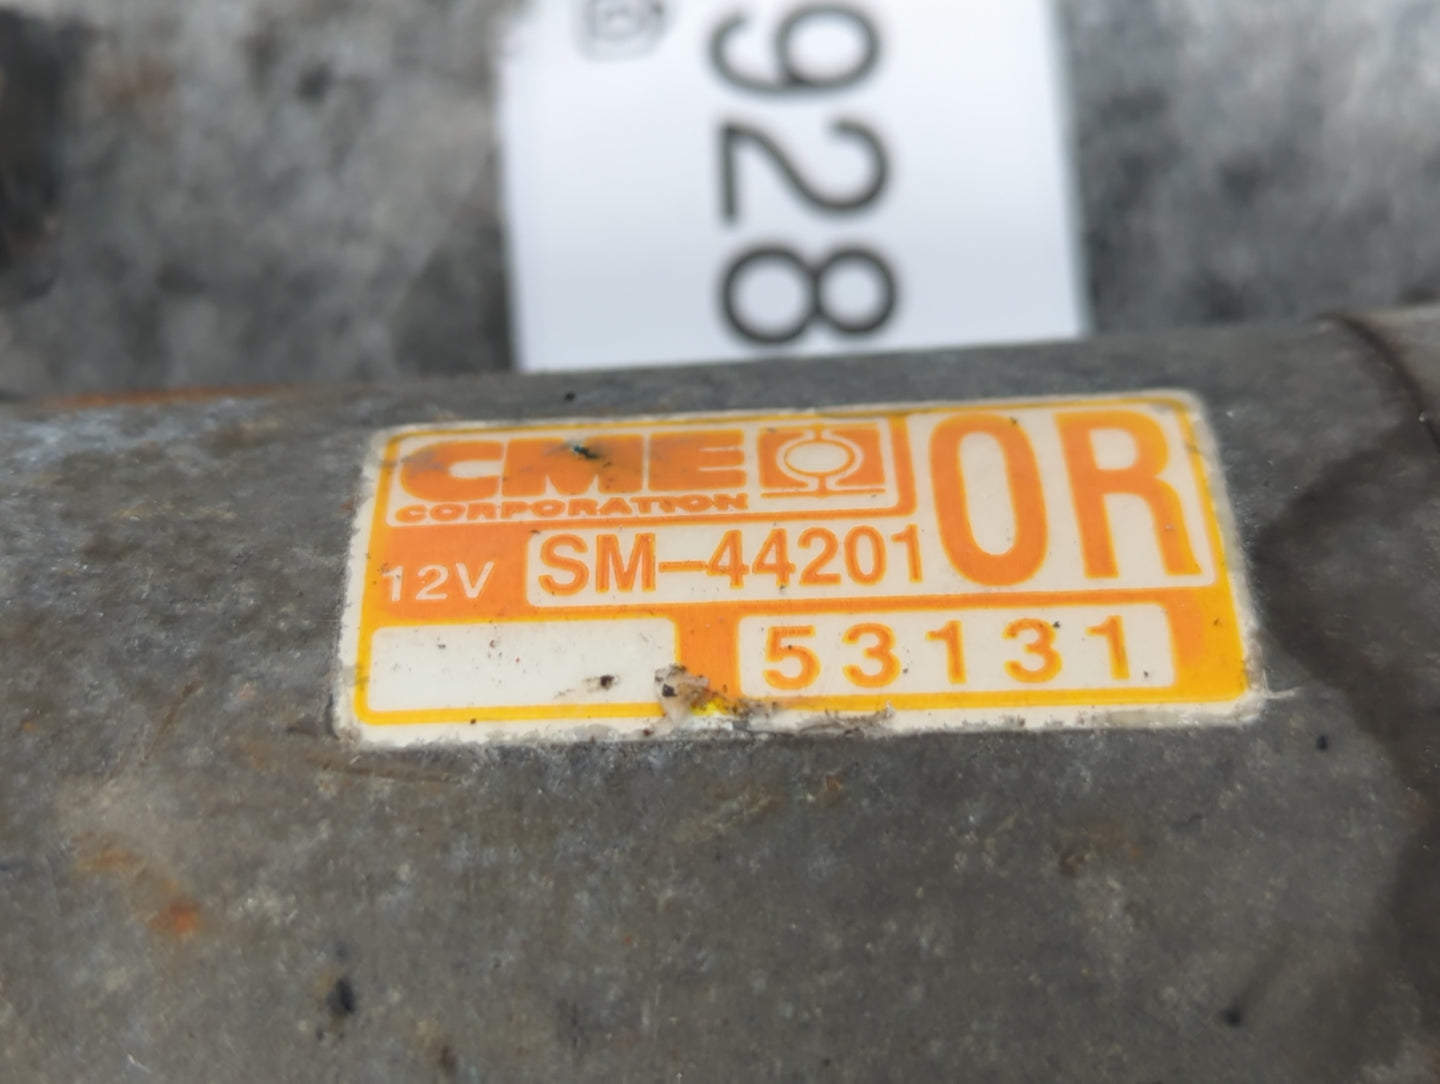 928
CME
CORPORATION
OR
12V SM-44201
53131